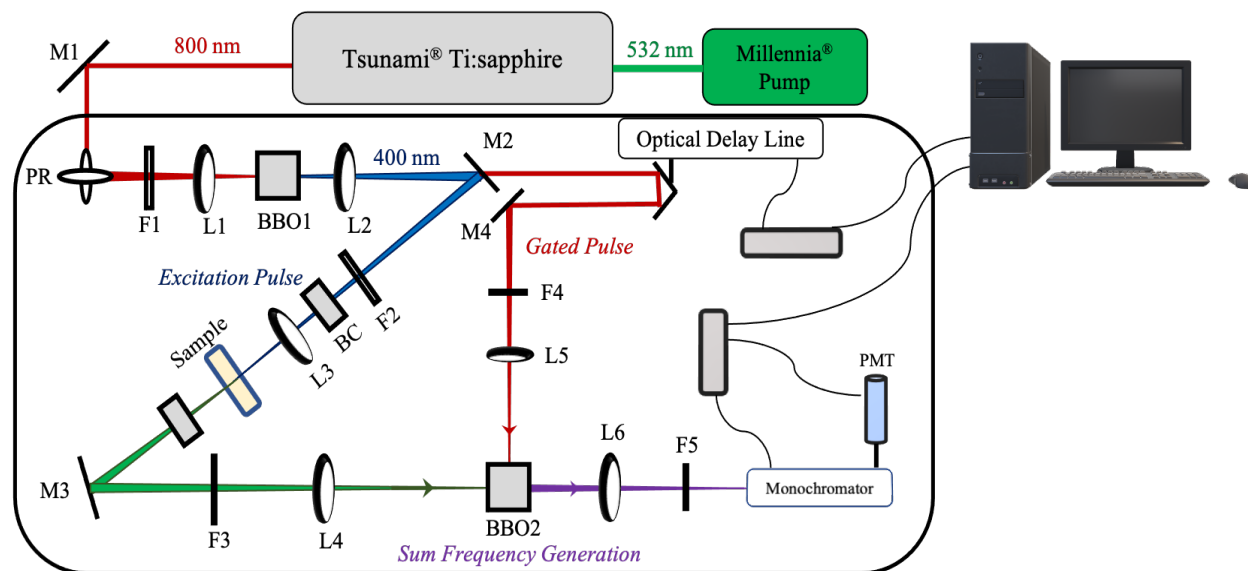 M1
800 nm
Tsunami® Ti:sapphire
532 nm
Millennia®
Pump
PR
F1
L1
BBO1
L2
400 nm
M2
Optical Delay Line
M4
Gated Pulse
Excitation Pulse
F2
BC
L3
Sample
F4
L5
PMT
M3
F3
L4
BBO2
L6
F5
Monochromator
Sum Frequency Generation